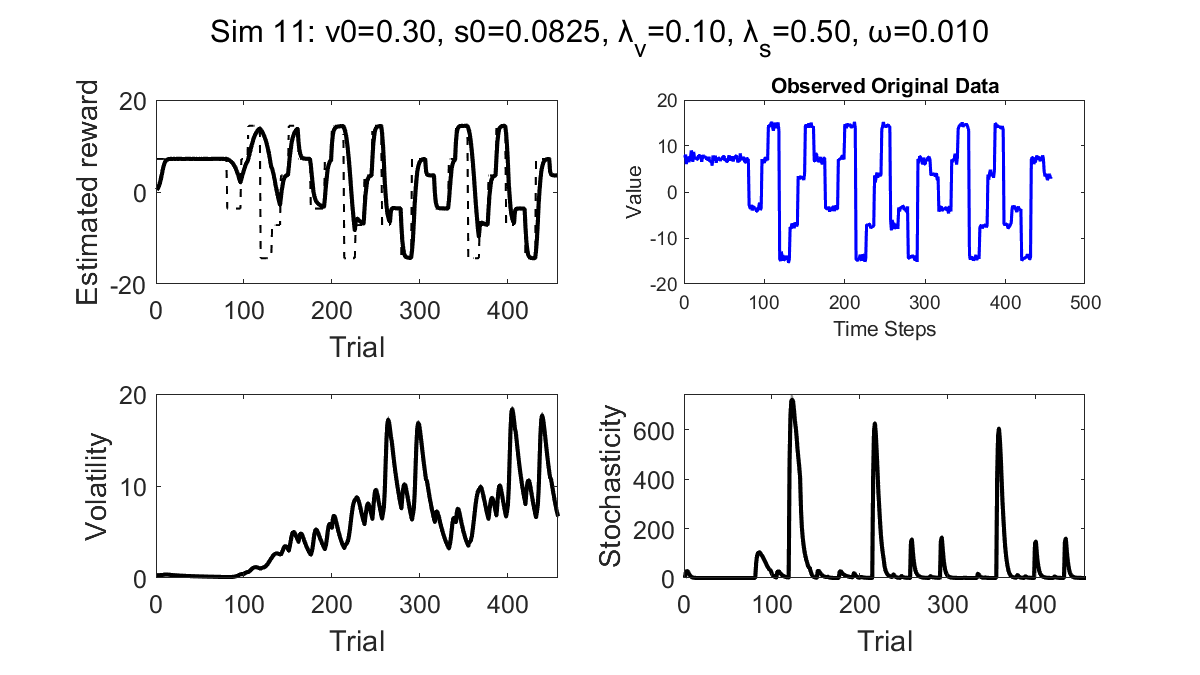 Sim 11: v0=0.30, s0=0.0825, λv=0.10, λs=0.50, ω=0.010
Observed Original Data
20
0
-20
Estimated reward
0 100 200 300 400
Trial
20
10
0
-10
-20
Value
0 100 200 300 400 500
Time Steps
20
10
0
Volatility
0 100 200 300 400
Trial
600
400
200
0
Stochasticity
0 100 200 300 400
Trial